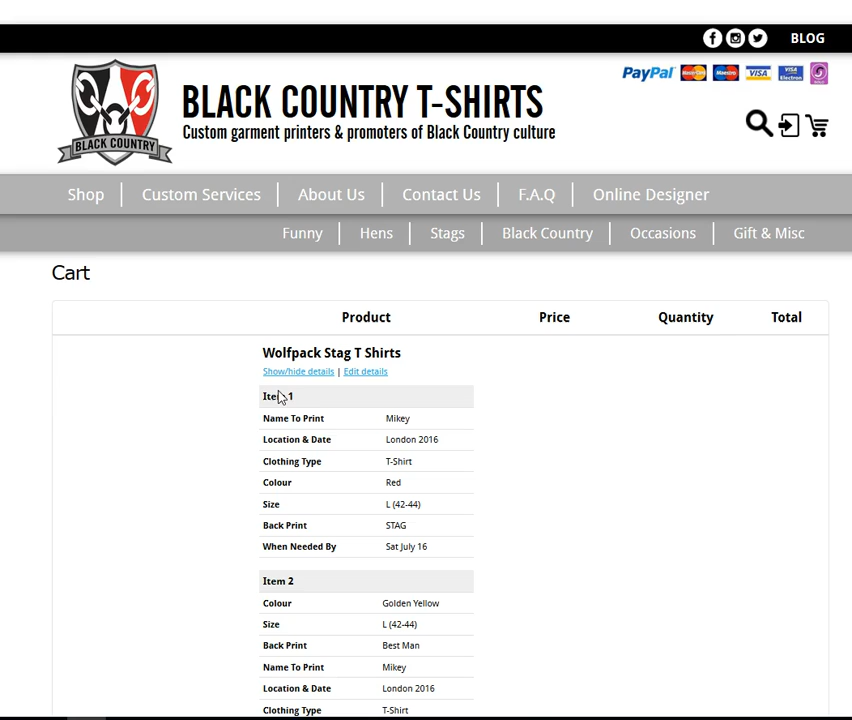 BLOG
PayPal MasterCard Maestro VISA VISA Electron
BLACK COUNTRY
BLACK COUNTRY T-SHIRTS
Custom garment printers & promoters of Black Country culture
Shop Custom Services About Us Contact Us F.A.Q Online Designer
Funny Hens Stags Black Country Occasions Gift & Misc
Cart
Product Price Quantity Total
Wolfpack Stag T Shirts
Show/hide details | Edit details
Item 1
Name To Print Mikey
Location & Date London 2016
Clothing Type T-Shirt
Colour Red
Size L (42-44)
Back Print STAG
When Needed By Sat July 16
Item 2
Colour Golden Yellow
Size L (42-44)
Back Print Best Man
Name To Print Mikey
Location & Date London 2016
Clothing Type T-Shirt